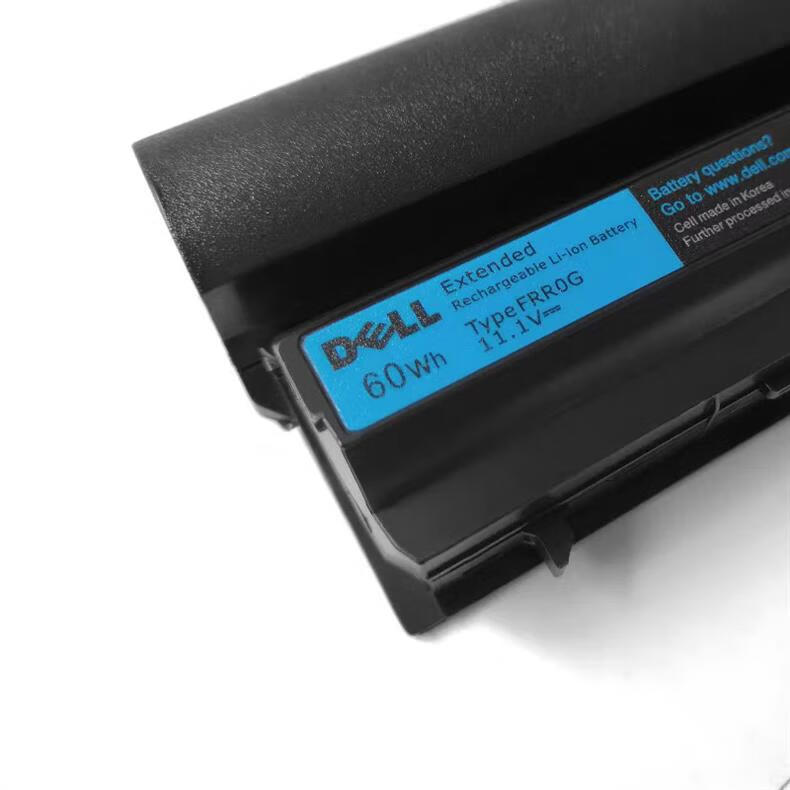 DELL
Extended
Rechargeable Li-ion Battery
60Wh
Type FRR0G
11.1V⎓
Battery questions?
Go to www.dell.com
Cell made in Korea
Further processed in